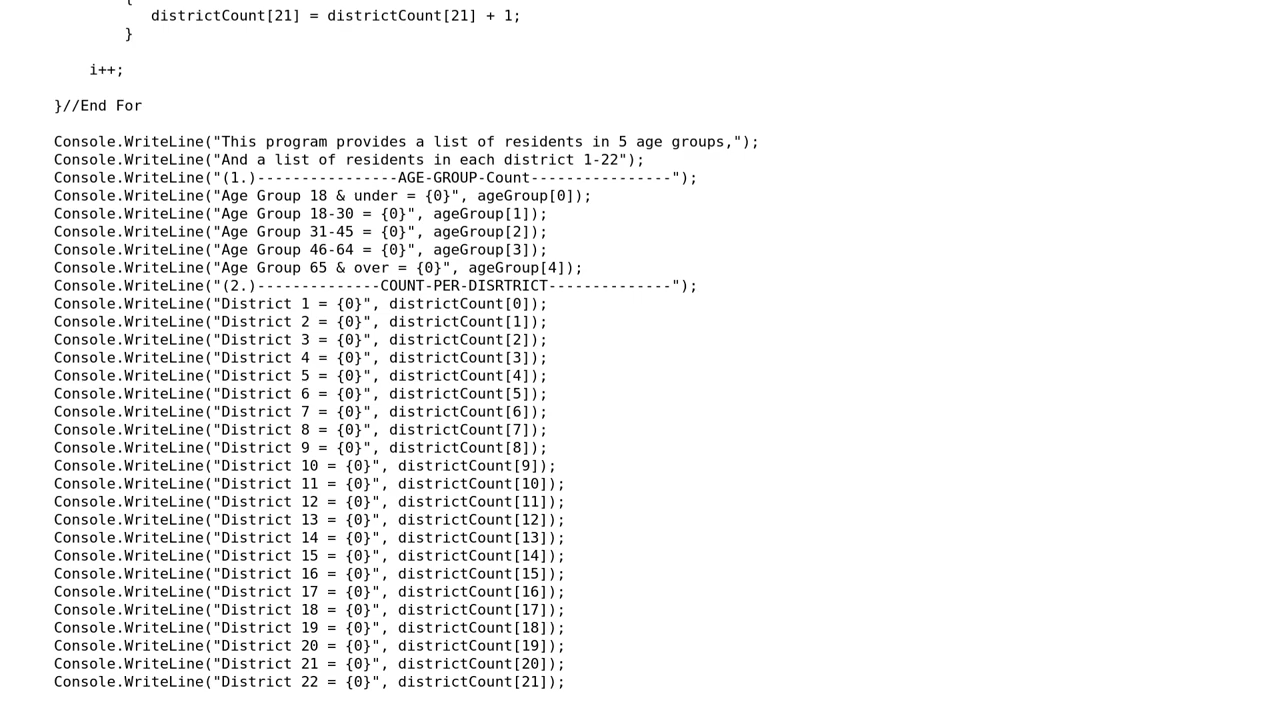 {
districtCount[21] = districtCount[21] + 1;
}
i++;
}//End For
Console.WriteLine("This program provides a list of residents in 5 age groups,");
Console.WriteLine("And a list of residents in each district 1-22");
Console.WriteLine("(1.)----------------AGE-GROUP-Count----------------");
Console.WriteLine("Age Group 18 & under = {0}", ageGroup[0]);
Console.WriteLine("Age Group 18-30 = {0}", ageGroup[1]);
Console.WriteLine("Age Group 31-45 = {0}", ageGroup[2]);
Console.WriteLine("Age Group 46-64 = {0}", ageGroup[3]);
Console.WriteLine("Age Group 65 & over = {0}", ageGroup[4]);
Console.WriteLine("(2.)--------------COUNT-PER-DISRTRICT--------------");
Console.WriteLine("District 1 = {0}", districtCount[0]);
Console.WriteLine("District 2 = {0}", districtCount[1]);
Console.WriteLine("District 3 = {0}", districtCount[2]);
Console.WriteLine("District 4 = {0}", districtCount[3]);
Console.WriteLine("District 5 = {0}", districtCount[4]);
Console.WriteLine("District 6 = {0}", districtCount[5]);
Console.WriteLine("District 7 = {0}", districtCount[6]);
Console.WriteLine("District 8 = {0}", districtCount[7]);
Console.WriteLine("District 9 = {0}", districtCount[8]);
Console.WriteLine("District 10 = {0}", districtCount[9]);
Console.WriteLine("District 11 = {0}", districtCount[10]);
Console.WriteLine("District 12 = {0}", districtCount[11]);
Console.WriteLine("District 13 = {0}", districtCount[12]);
Console.WriteLine("District 14 = {0}", districtCount[13]);
Console.WriteLine("District 15 = {0}", districtCount[14]);
Console.WriteLine("District 16 = {0}", districtCount[15]);
Console.WriteLine("District 17 = {0}", districtCount[16]);
Console.WriteLine("District 18 = {0}", districtCount[17]);
Console.WriteLine("District 19 = {0}", districtCount[18]);
Console.WriteLine("District 20 = {0}", districtCount[19]);
Console.WriteLine("District 21 = {0}", districtCount[20]);
Console.WriteLine("District 22 = {0}", districtCount[21]);